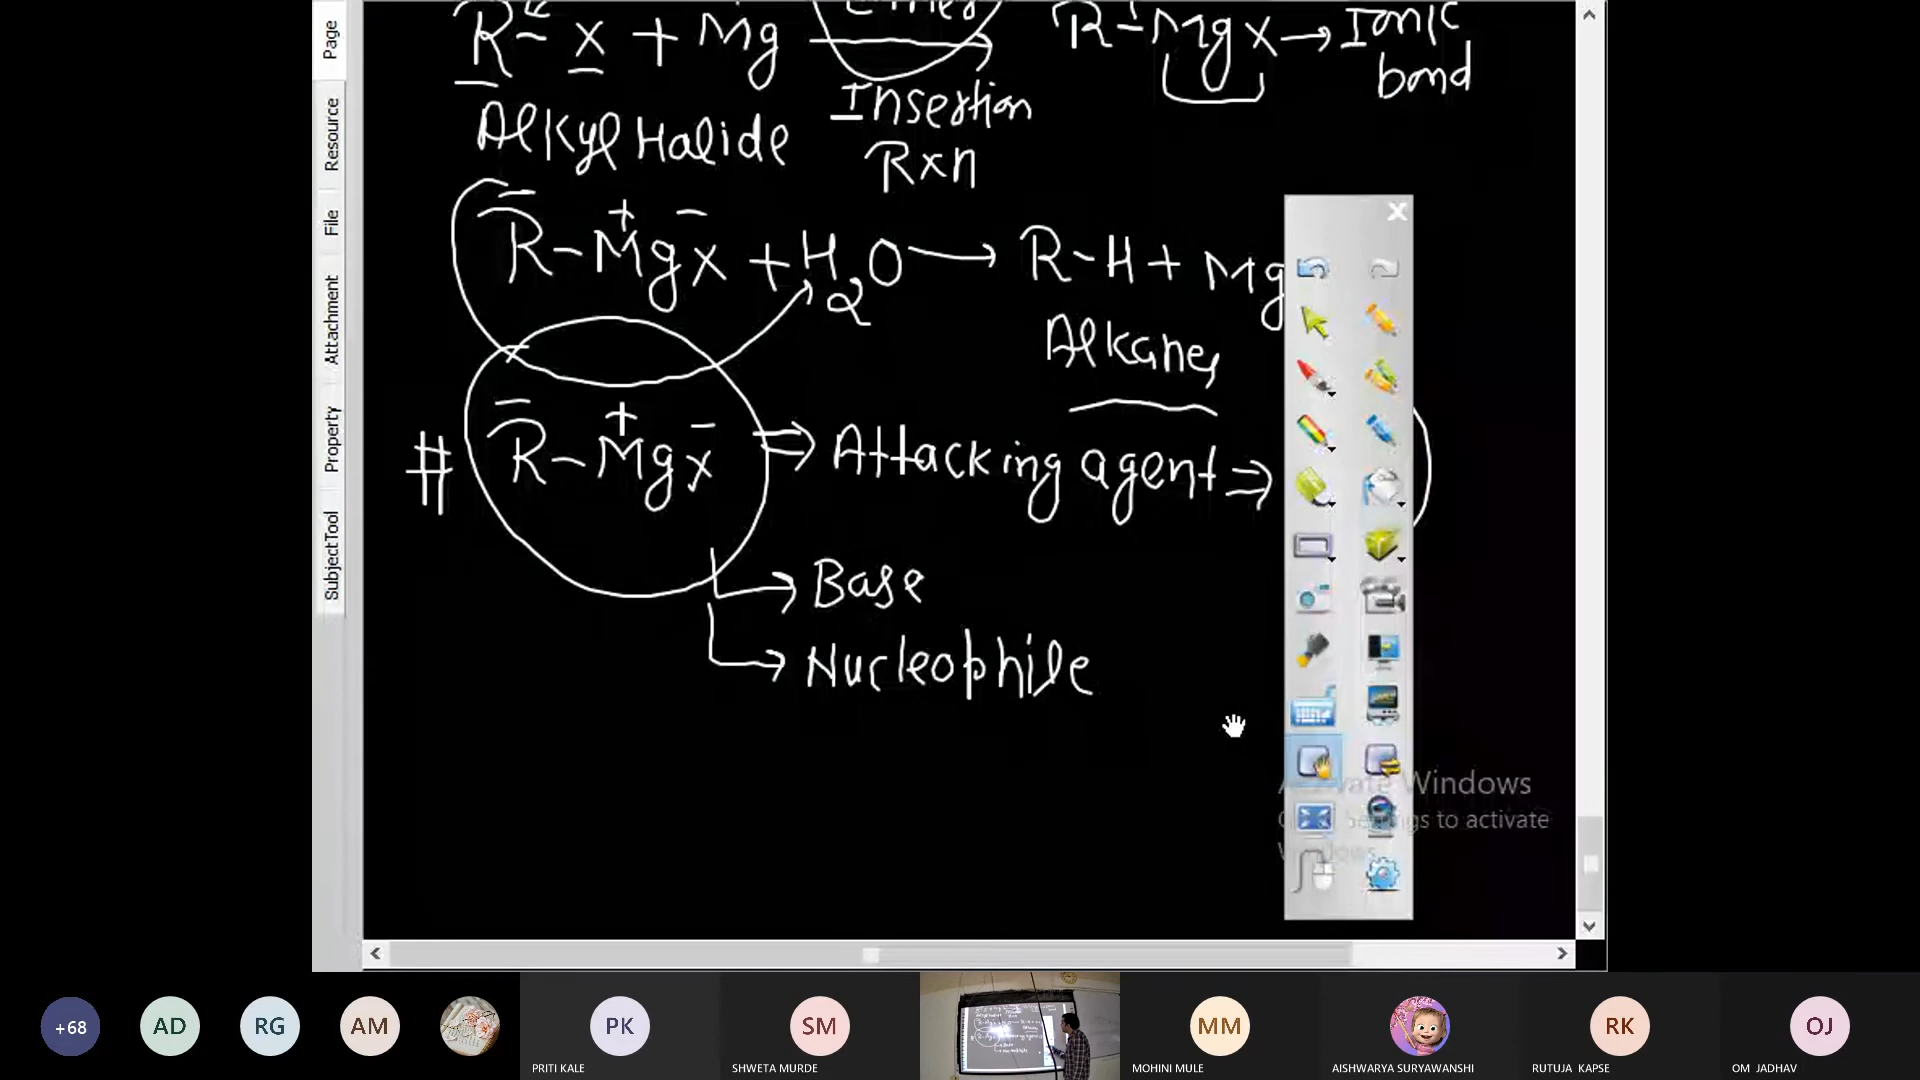 R-X + Mg → R-MgX → Ionic
bond
Insertion
Alkyl Halide
Rxn
R-MgX + H2O → R-H + Mg
Alkanes
# R-MgX ⇒ Attacking agent ⇒
→ Base
→ Nucleophile
Page
Resource
File
Attachment
Property
SubjectTool
Activate Windows
Go to Settings to activate
Windows.
+68
AD
RG
AM
PK
SM
MM
RK
OJ
PRITI KALE
SHWETA MURDE
MOHINI MULE
AISHWARYA SURYAWANSHI
RUTUJA KAPSE
OM JADHAV